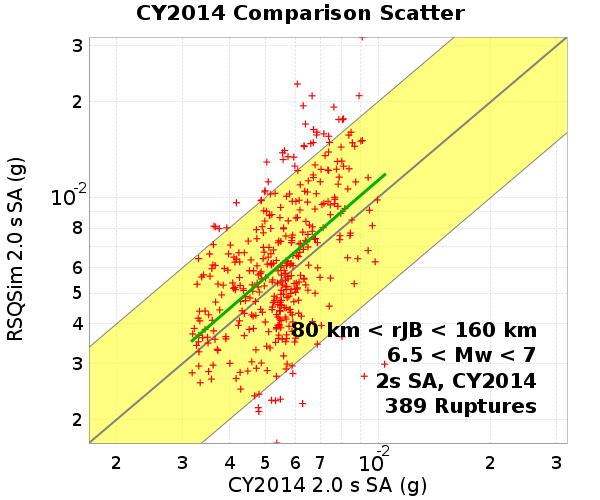 CY2014 Comparison Scatter
RSQSim 2.0 s SA (g)
3
2
10-2
8
6
5
4
3
2
80 km < rJB < 160 km
6.5 < Mw < 7
2s SA, CY2014
389 Ruptures
2 3 4 5 6 7 10-2 2 3
CY2014 2.0 s SA (g)